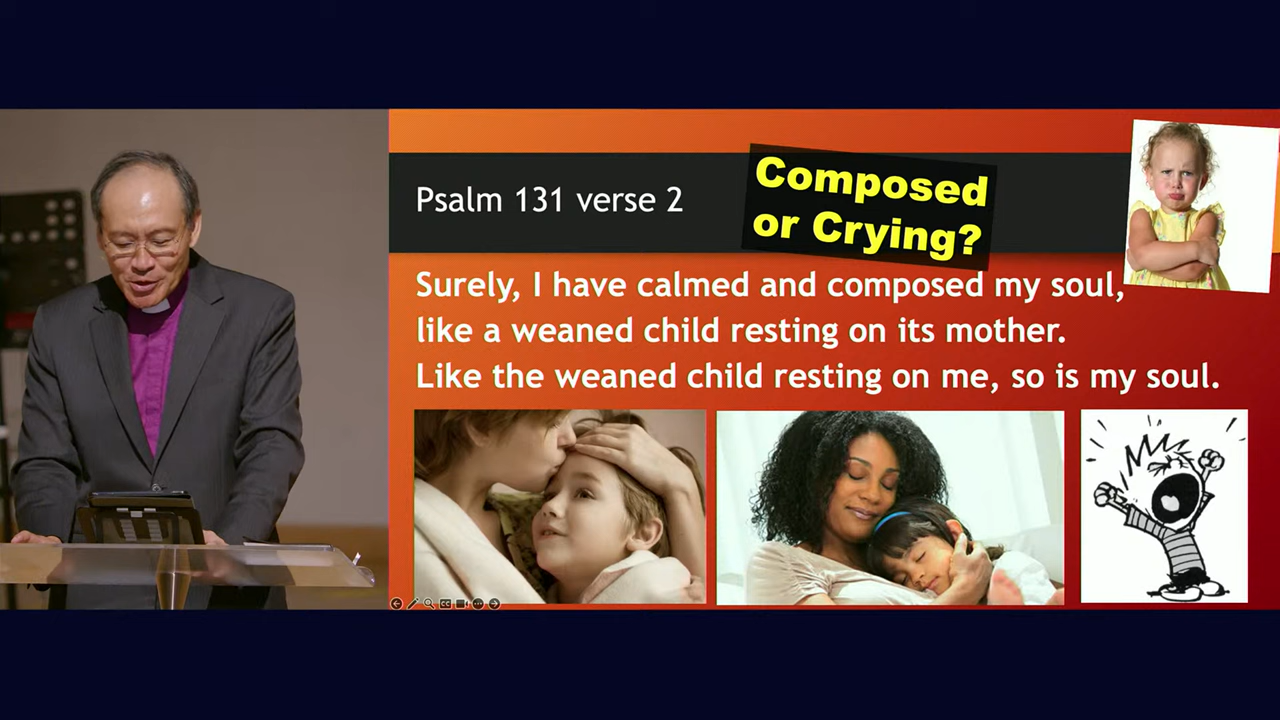 Psalm 131 verse 2
Composed
or Crying?
Surely, I have calmed and composed my soul,
like a weaned child resting on its mother.
Like the weaned child resting on me, so is my soul.